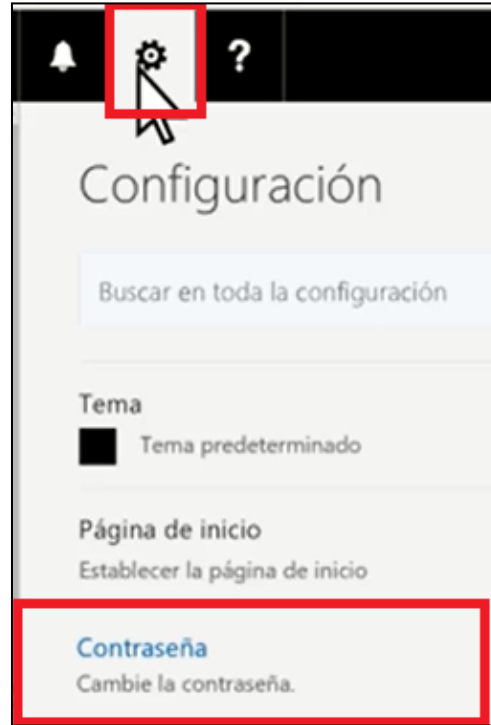 ?
Configuración
Buscar en toda la configuración
Tema
Tema predeterminado
Página de inicio
Establecer la página de inicio
Contraseña
Cambie la contraseña.